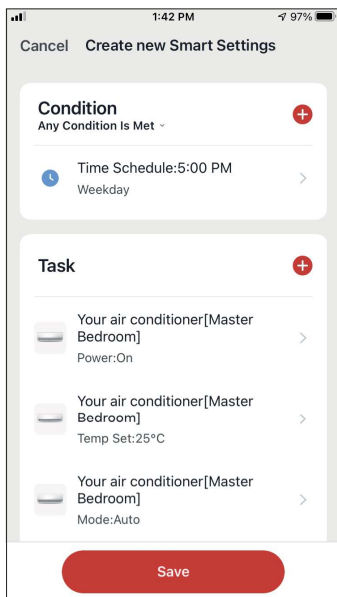 1:42 PM 97%
Cancel Create new Smart Settings
Condition
Any Condition Is Met
Time Schedule:5:00 PM
Weekday
Task
Your air conditioner[Master
Bedroom]
Power:On
Your air conditioner[Master
Bedroom]
Temp Set:25°C
Your air conditioner[Master
Bedroom]
Mode:Auto
Save